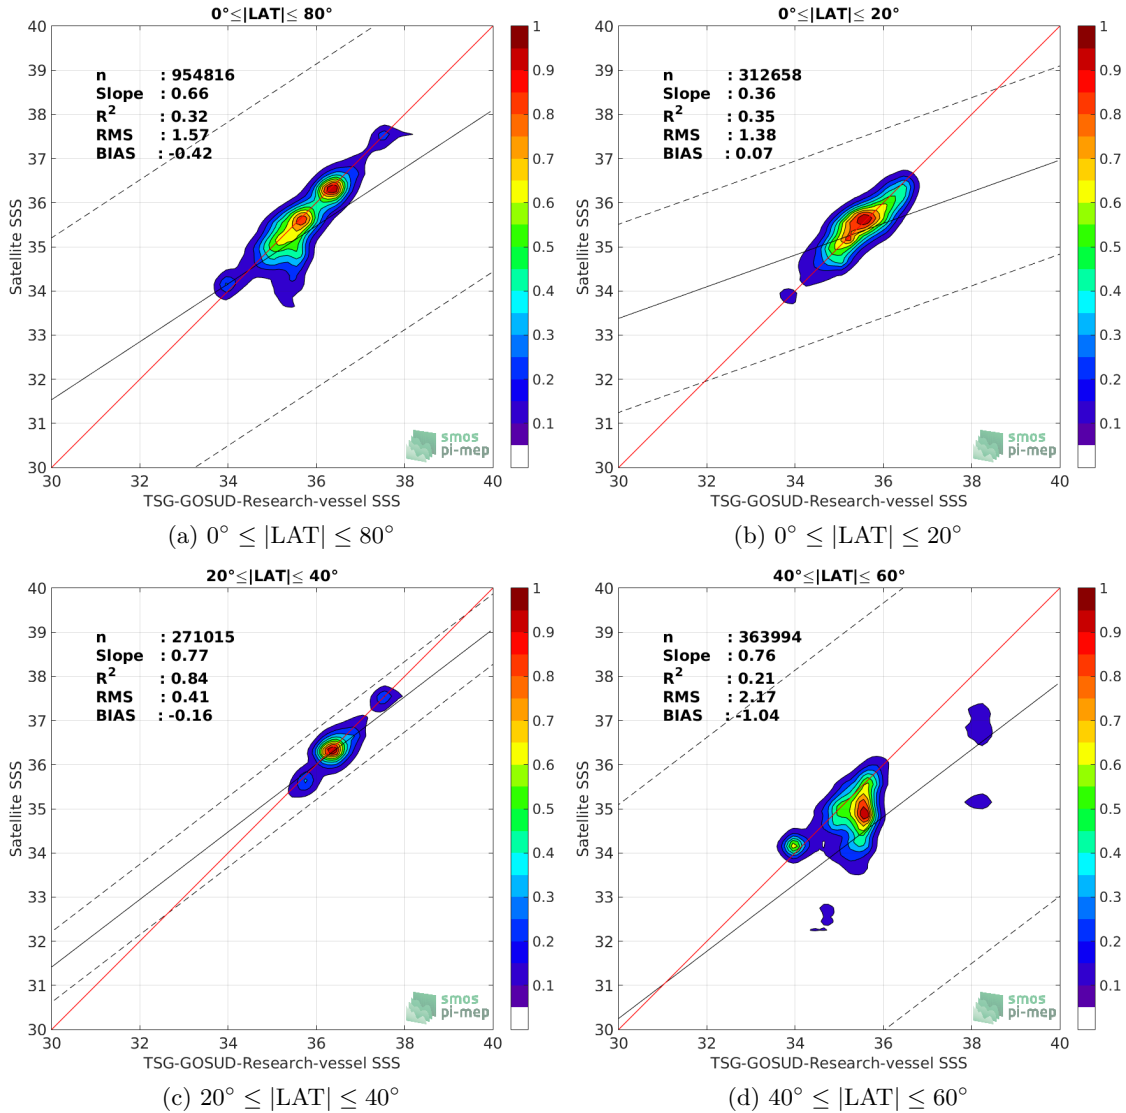 0°≤|LAT|≤ 80°
n : 954816
Slope : 0.66
R² : 0.32
RMS : 1.57
BIAS : -0.42
Satellite SSS
40
39
38
37
36
35
34
33
32
31
30
30 32 34 36 38 40
TSG-GOSUD-Research-vessel SSS
1
0.9
0.8
0.7
0.6
0.5
0.4
0.3
0.2
0.1
smos
pi-mep
(a) 0° ≤ |LAT| ≤ 80°
0°≤|LAT|≤ 20°
n : 312658
Slope : 0.36
R² : 0.35
RMS : 1.38
BIAS : 0.07
Satellite SSS
40
39
38
37
36
35
34
33
32
31
30
30 32 34 36 38 40
TSG-GOSUD-Research-vessel SSS
1
0.9
0.8
0.7
0.6
0.5
0.4
0.3
0.2
0.1
smos
pi-mep
(b) 0° ≤ |LAT| ≤ 20°
20°≤|LAT|≤ 40°
n : 271015
Slope : 0.77
R² : 0.84
RMS : 0.41
BIAS : -0.16
Satellite SSS
40
39
38
37
36
35
34
33
32
31
30
30 32 34 36 38 40
TSG-GOSUD-Research-vessel SSS
1
0.9
0.8
0.7
0.6
0.5
0.4
0.3
0.2
0.1
smos
pi-mep
(c) 20° ≤ |LAT| ≤ 40°
40°≤|LAT|≤ 60°
n : 363994
Slope : 0.76
R² : 0.21
RMS : 2.17
BIAS : -1.04
Satellite SSS
40
39
38
37
36
35
34
33
32
31
30
30 32 34 36 38 40
TSG-GOSUD-Research-vessel SSS
1
0.9
0.8
0.7
0.6
0.5
0.4
0.3
0.2
0.1
smos
pi-mep
(d) 40° ≤ |LAT| ≤ 60°